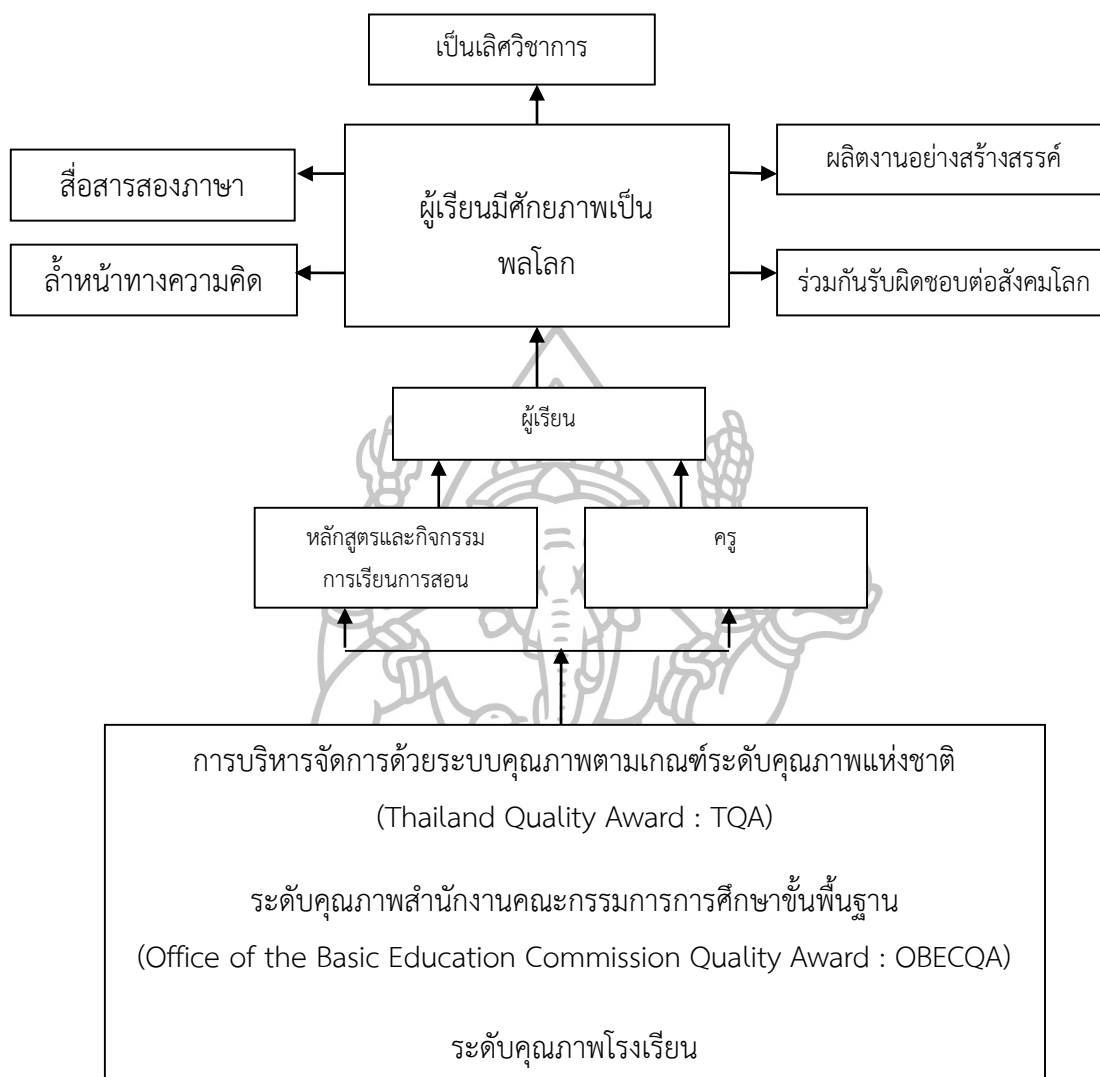 เป็นเลิศวิชาการ
สื่อสารสองภาษา
ล้ำหน้าทางความคิด
ผู้เรียนมีศักยภาพเป็น
พลโลก
ผลิตงานอย่างสร้างสรรค์
ร่วมกันรับผิดชอบต่อสังคมโลก
ผู้เรียน
หลักสูตรและกิจกรรม
การเรียนการสอน
ครู
การบริหารจัดการด้วยระบบคุณภาพตามเกณฑ์ระดับคุณภาพแห่งชาติ
(Thailand Quality Award : TQA)
ระดับคุณภาพสำนักงานคณะกรรมการการศึกษาขั้นพื้นฐาน
(Office of the Basic Education Commission Quality Award : OBECQA)
ระดับคุณภาพโรงเรียน